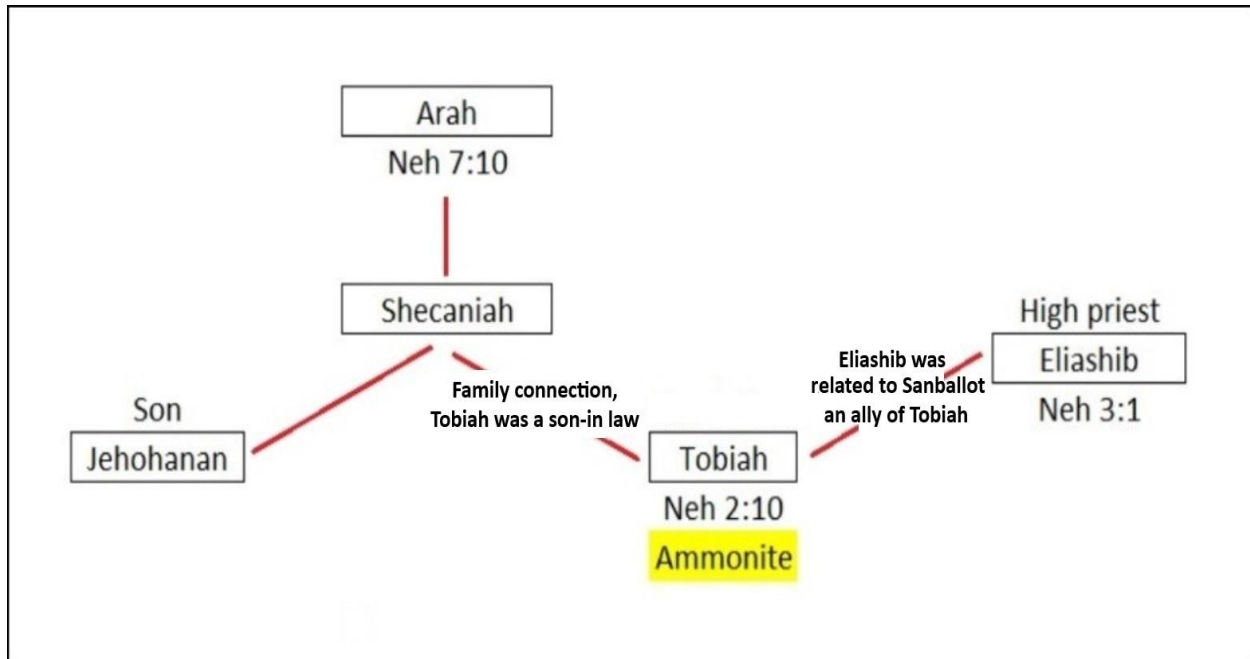 Arah
Neh 7:10
Shecaniah
High priest
Eliashib
Neh 3:1
Eliashib was
related to Sanballot
an ally of Tobiah
Family connection,
Tobiah was a son-in law
Son
Jehohanan
Tobiah
Neh 2:10
Ammonite